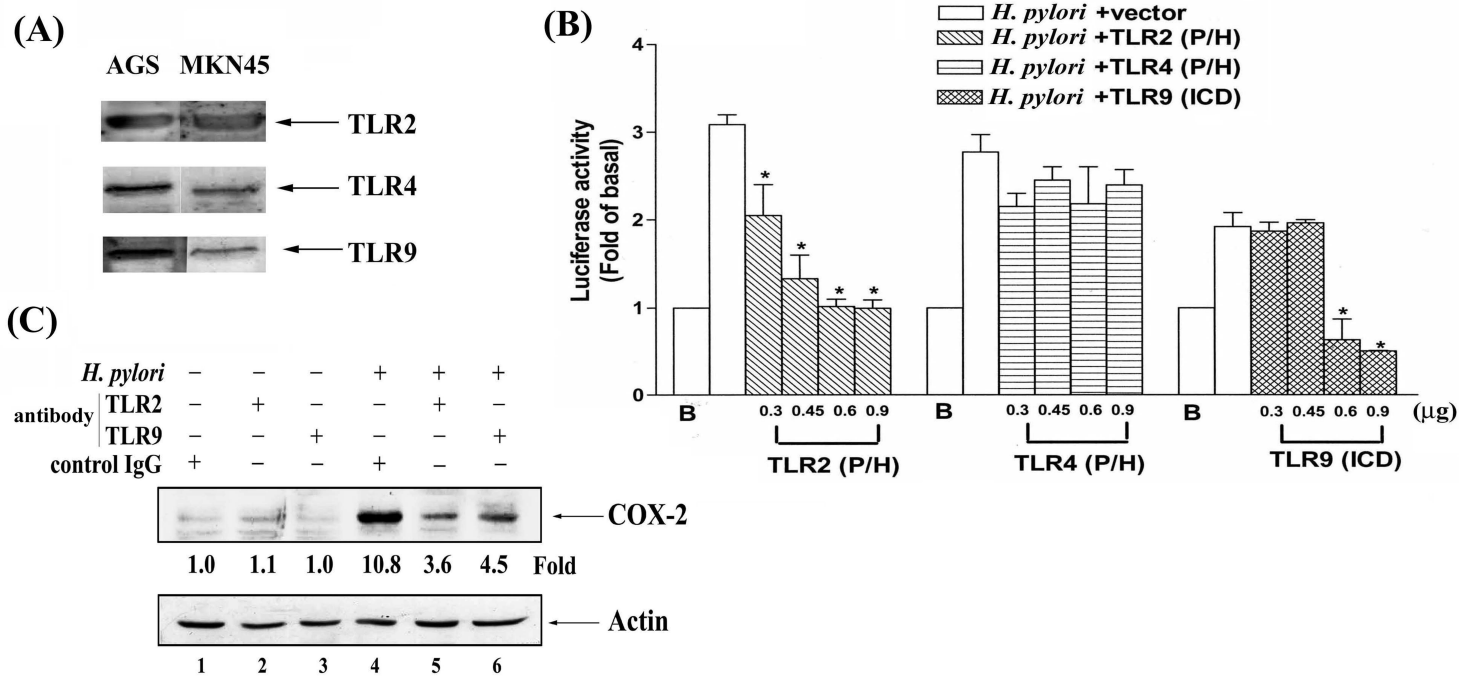 (A)
AGS MKN45
TLR2
TLR4
TLR9
(B)
H. pylori +vector
H. pylori +TLR2 (P/H)
H. pylori +TLR4 (P/H)
H. pylori +TLR9 (ICD)
Luciferase activity
(Fold of basal)
4
3
2
1
0
* * * *
* *
B 0.3 0.45 0.6 0.9 B 0.3 0.45 0.6 0.9 B 0.3 0.45 0.6 0.9 (μg)
TLR2 (P/H) TLR4 (P/H) TLR9 (ICD)
(C)
H. pylori – – – + + +
antibody
TLR2 – + – – + –
TLR9 – – + – – +
control IgG + – – + – –
COX-2
1.0 1.1 1.0 10.8 3.6 4.5 Fold
Actin
1 2 3 4 5 6